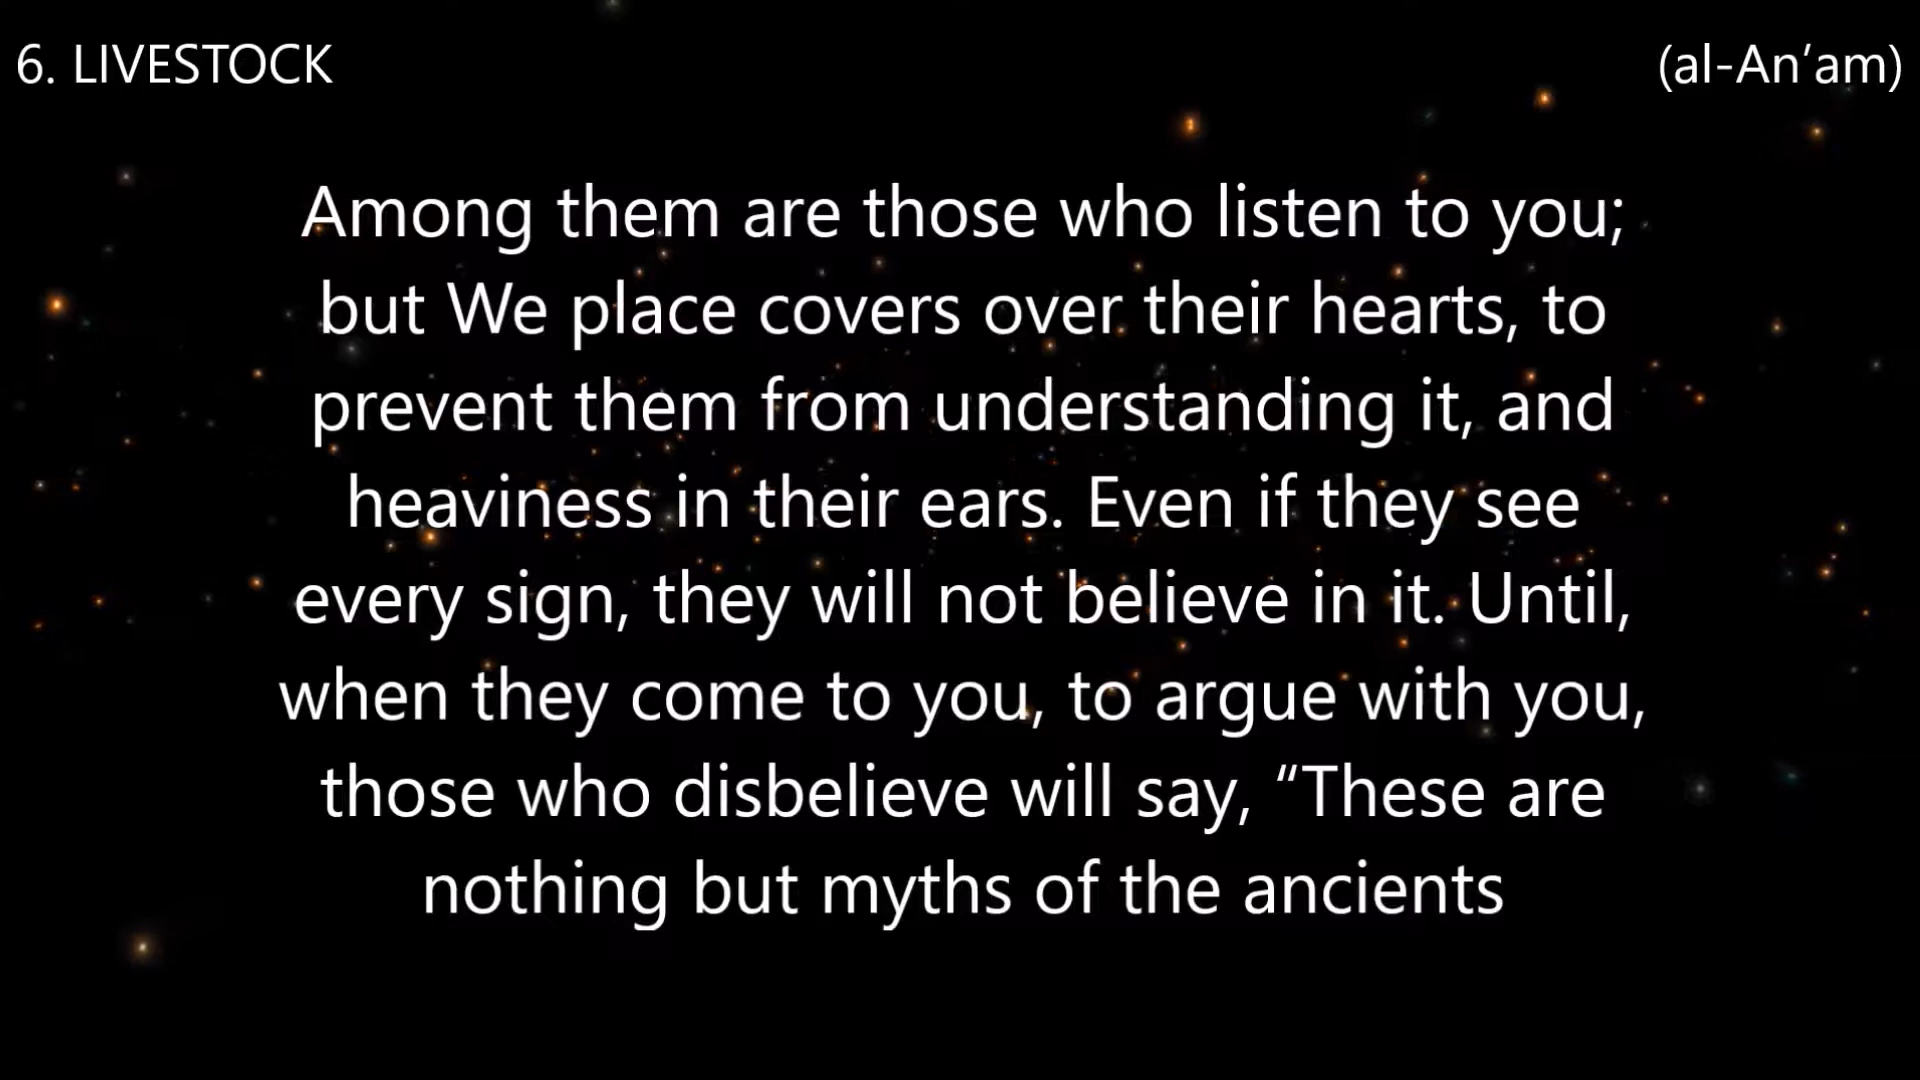 6. LIVESTOCK
(al-An’am)
Among them are those who listen to you;
but We place covers over their hearts, to
prevent them from understanding it, and
heaviness in their ears. Even if they see
every sign, they will not believe in it. Until,
when they come to you, to argue with you,
those who disbelieve will say, “These are
nothing but myths of the ancients